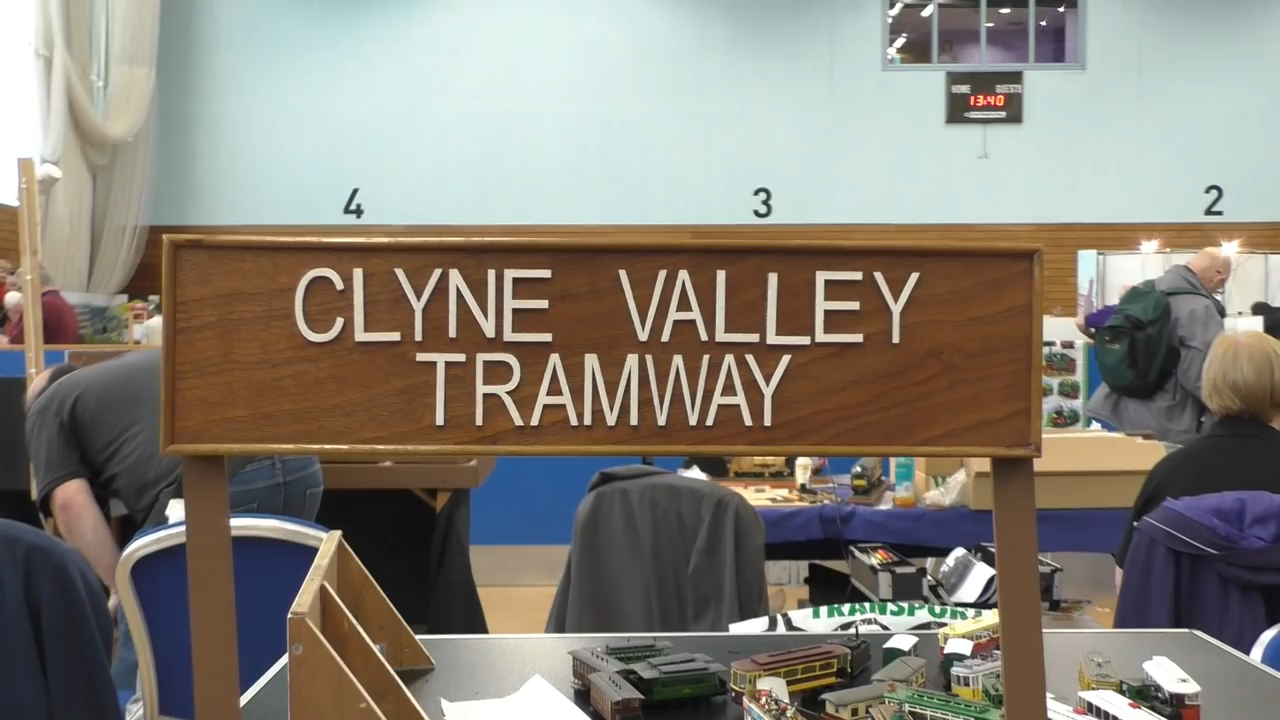 HOME GUESTS
13:40
4 3 2
CLYNE VALLEY
TRAMWAY
TRANSPORT